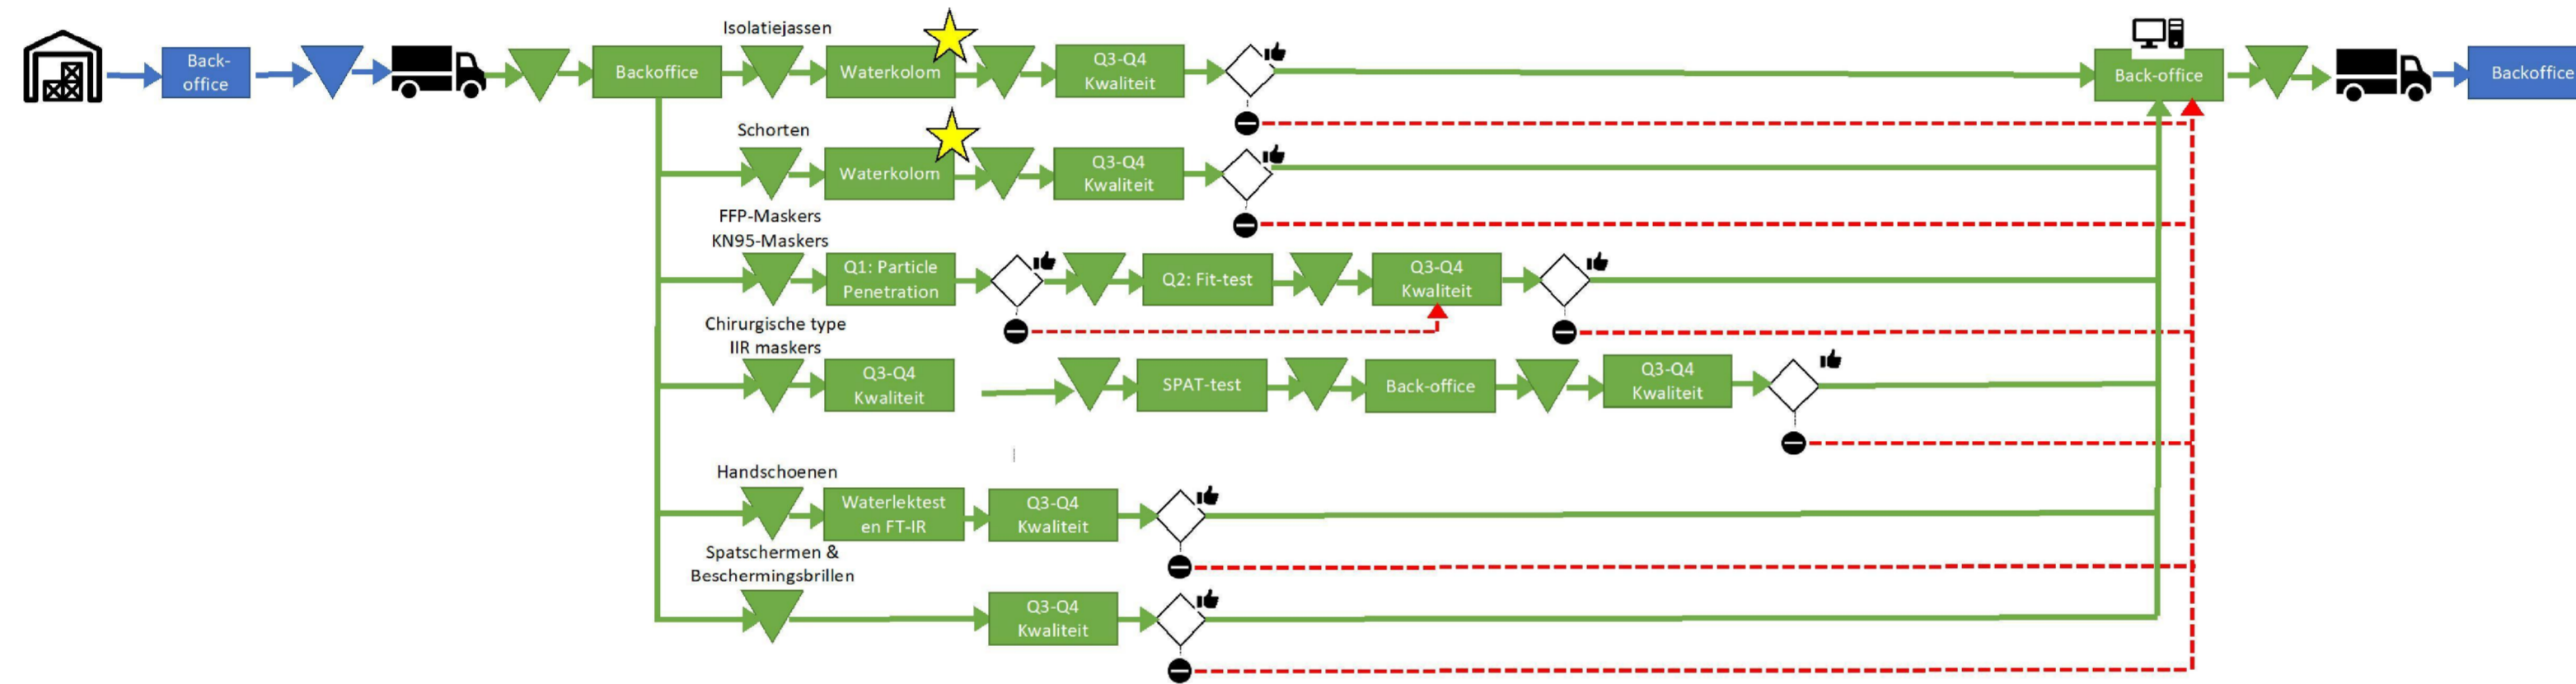 Isolatiejassen
Back-
office
Backoffice
Waterkolom
Q3-Q4
Kwaliteit
Back-office
Backoffice
Schorten
Waterkolom
Q3-Q4
Kwaliteit
FFP-Maskers
KN95-Maskers
Q1: Particle
Penetration
Q2: Fit-test
Q3-Q4
Kwaliteit
Chirurgische type
IIR maskers
Q3-Q4
Kwaliteit
SPAT-test
Back-office
Q3-Q4
Kwaliteit
Handschoenen
Waterlektest
en FT-IR
Q3-Q4
Kwaliteit
Spatschermen &
Beschermingsbrillen
Q3-Q4
Kwaliteit